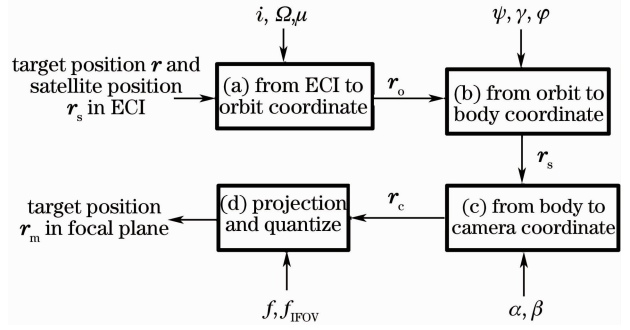 i, Ω,μ
ψ, γ, φ
target position r and
satellite position
r_s in ECI
(a) from ECI to
orbit coordinate
r_o
(b) from orbit to
body coordinate
r_s
target position
r_m in focal plane
(d) projection
and quantize
r_c
(c) from body to
camera coordinate
f, f_IFOV
α, β